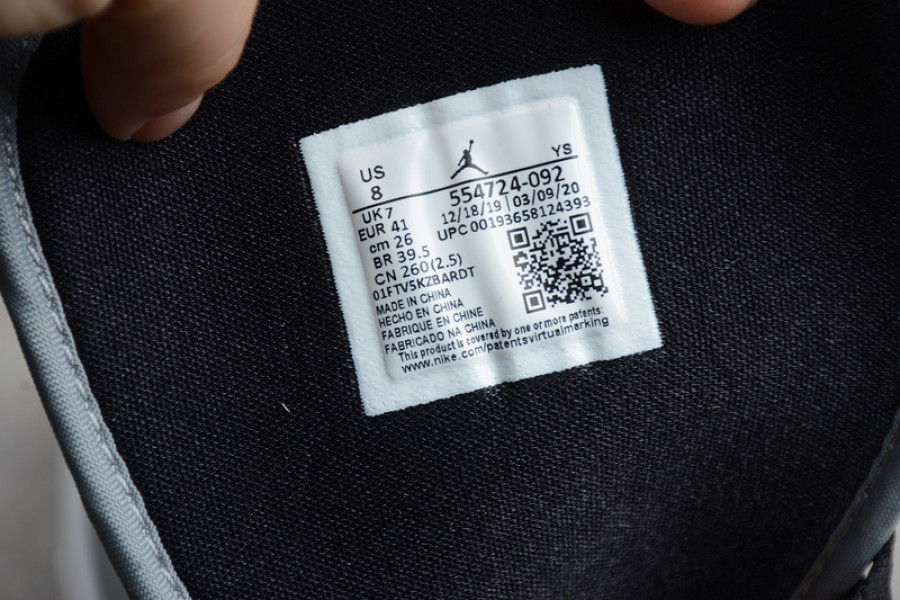 US
8
YS
554724-092
12/18/19 | 03/09/20
UPC 00193658124393
UK 7
EUR 41
cm 26
BR 39.5
CN 260(2.5)
01FTV5KZBARDT
MADE IN CHINA
HECHO EN CHINA
FABRIQUE EN CHINE
FABRICADO NA CHINA
This product is covered by one or more patents:
www.nike.com/patentsvirtualmarking